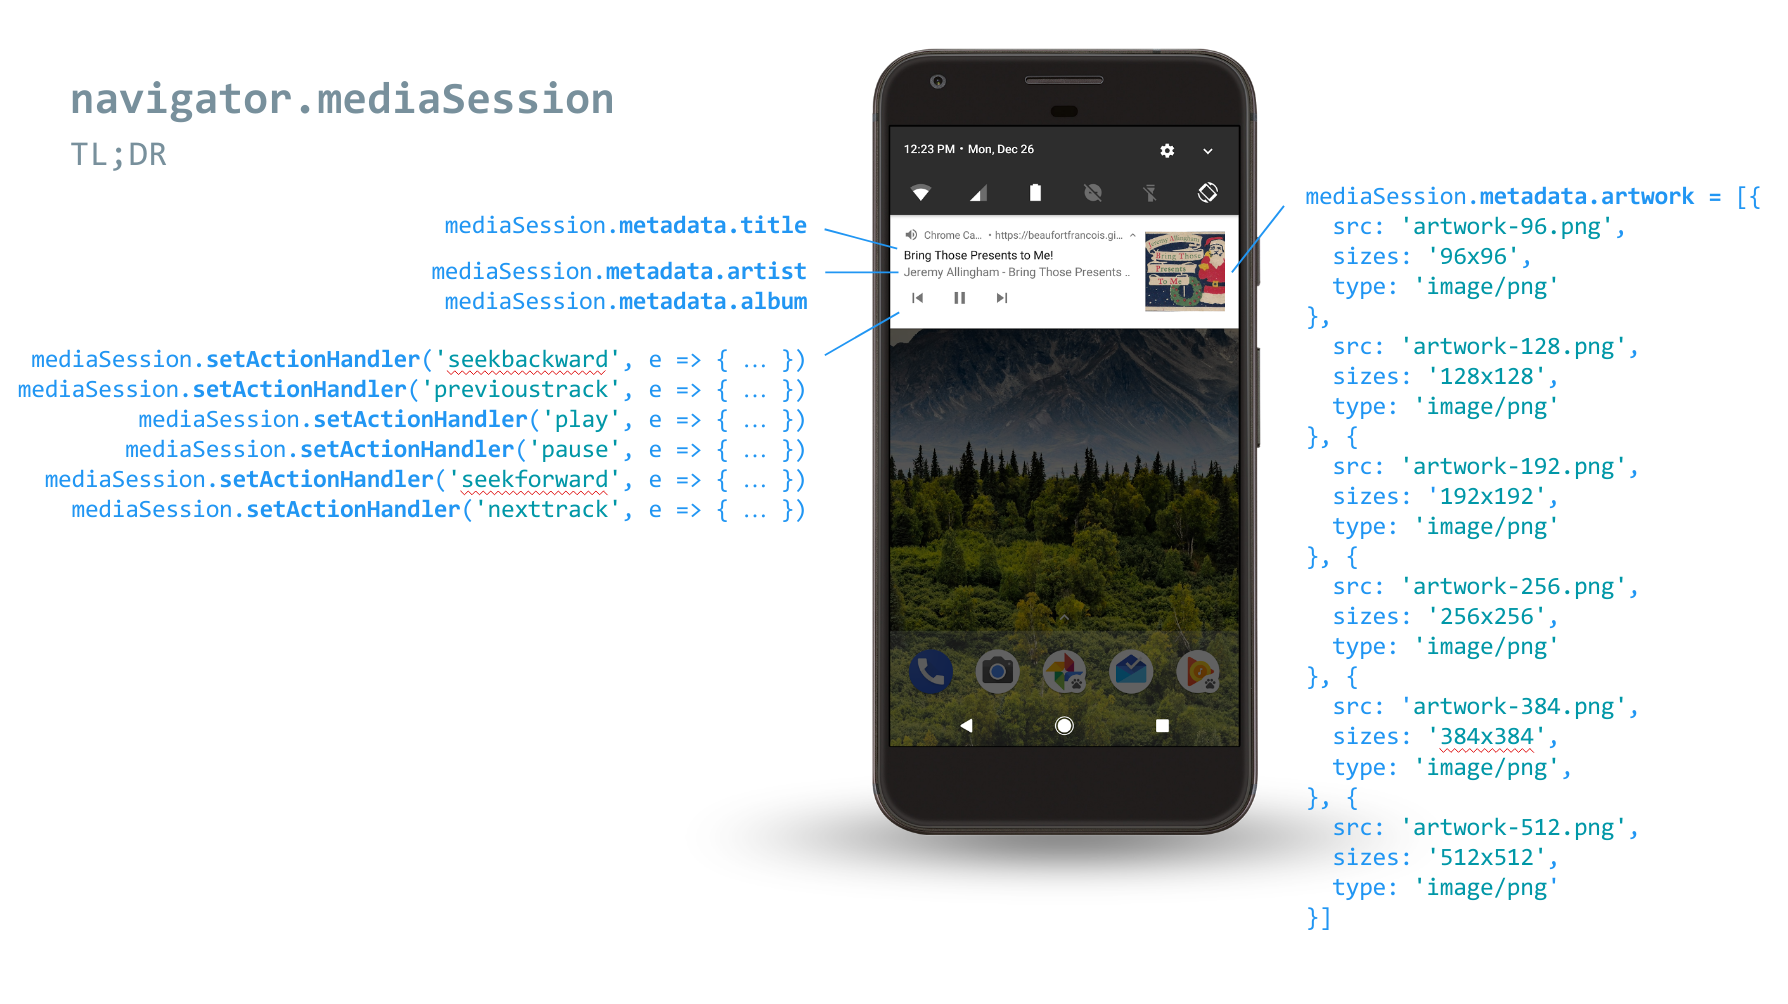 navigator.mediaSession
TL;DR
mediaSession.metadata.title
mediaSession.metadata.artist
mediaSession.metadata.album
mediaSession.setActionHandler('seekbackward', e => { … })
mediaSession.setActionHandler('previoustrack', e => { … })
mediaSession.setActionHandler('play', e => { … })
mediaSession.setActionHandler('pause', e => { … })
mediaSession.setActionHandler('seekforward', e => { … })
mediaSession.setActionHandler('nexttrack', e => { … })
12:23 PM • Mon, Dec 26
Chrome Ca... • https://beaufortfrancois.gi...
Bring Those Presents to Me!
Jeremy Allingham - Bring Those Presents ..
Jeremy Allingham
Bring Those
Presents
To Me
mediaSession.metadata.artwork = [{
src: 'artwork-96.png',
sizes: '96x96',
type: 'image/png'
},
src: 'artwork-128.png',
sizes: '128x128',
type: 'image/png'
}, {
src: 'artwork-192.png',
sizes: '192x192',
type: 'image/png'
}, {
src: 'artwork-256.png',
sizes: '256x256',
type: 'image/png'
}, {
src: 'artwork-384.png',
sizes: '384x384',
type: 'image/png',
}, {
src: 'artwork-512.png',
sizes: '512x512',
type: 'image/png'
}]